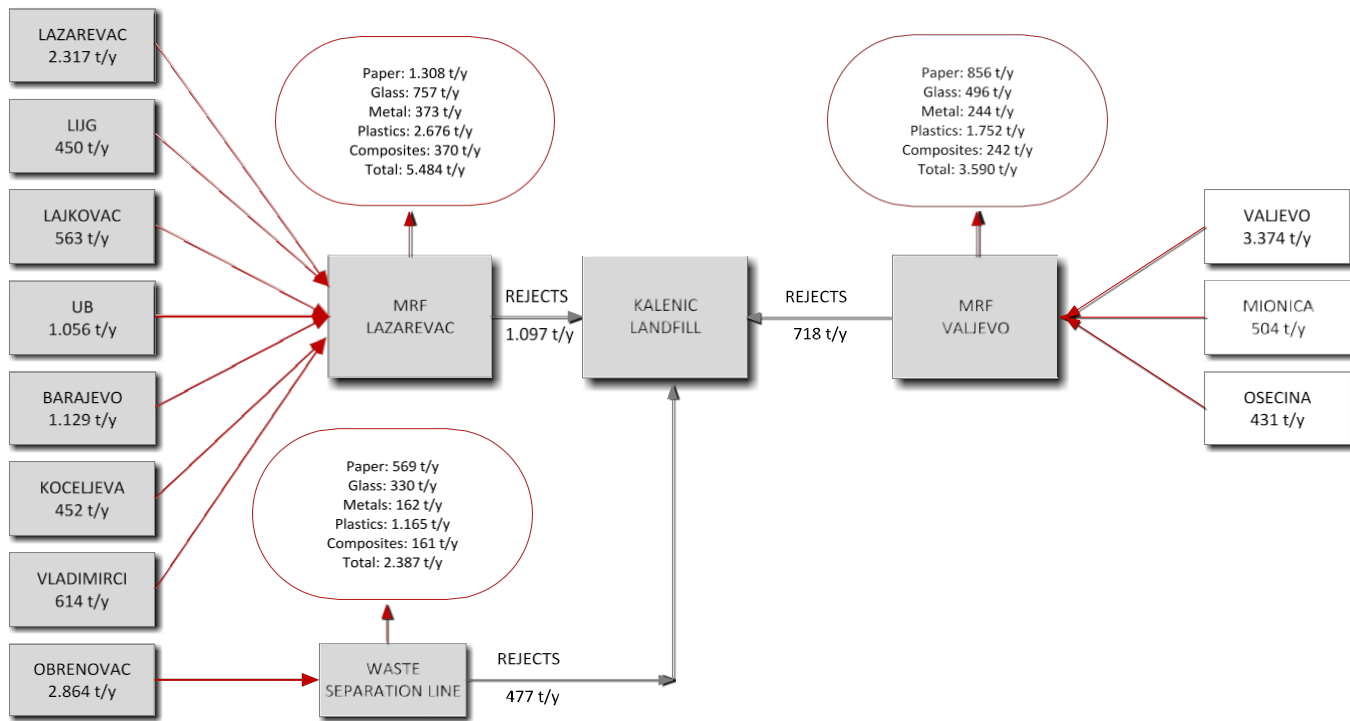 LAZAREVAC
2.317 t/y
LIJG
450 t/y
LAJKOVAC
563 t/y
UB
1.056 t/y
BARAJEVO
1.129 t/y
KOCELJEVA
452 t/y
VLADIMIRCI
614 t/y
OBRENOVAC
2.864 t/y
Paper: 1.308 t/y
Glass: 757 t/y
Metal: 373 t/y
Plastics: 2.676 t/y
Composites: 370 t/y
Total: 5.484 t/y
MRF
LAZAREVAC
REJECTS
1.097 t/y
KALENIC
LANDFILL
REJECTS
718 t/y
Paper: 856 t/y
Glass: 496 t/y
Metal: 244 t/y
Plastics: 1.752 t/y
Composites: 242 t/y
Total: 3.590 t/y
MRF
VALJEVO
VALJEVO
3.374 t/y
MIONICA
504 t/y
OSECINA
431 t/y
Paper: 569 t/y
Glass: 330 t/y
Metals: 162 t/y
Plastics: 1.165 t/y
Composites: 161 t/y
Total: 2.387 t/y
WASTE
SEPARATION LINE
REJECTS
477 t/y